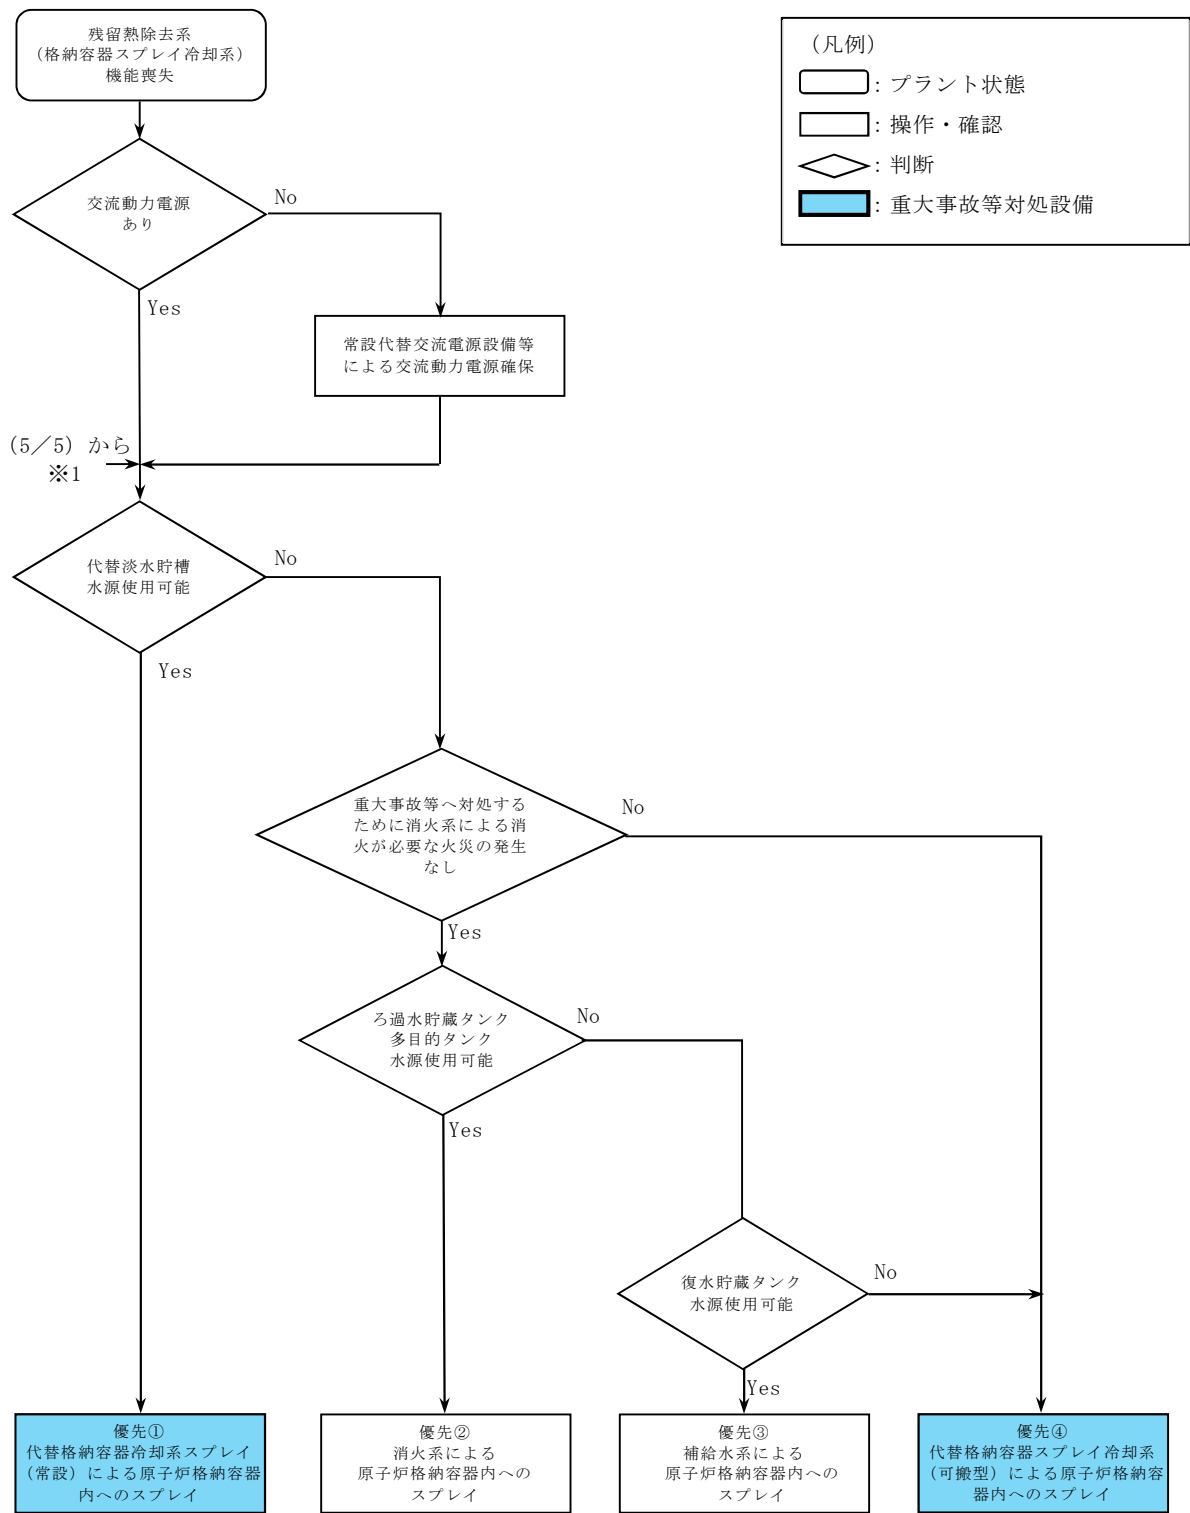 残留熱除去系
（格納容器スプレイ冷却系）
機能喪失
（凡例）
：プラント状態
：操作・確認
：判断
：重大事故等対処設備
交流動力電源
あり
No
Yes
常設代替交流電源設備等
による交流動力電源確保
(5／5) から
※1
代替淡水貯槽
水源使用可能
No
Yes
重大事故等へ対処する
ために消火系による消
火が必要な火災の発生
なし
No
Yes
ろ過水貯蔵タンク
多目的タンク
水源使用可能
No
Yes
復水貯蔵タンク
水源使用可能
No
Yes
優先①
代替格納容器冷却系スプレイ
（常設）による原子炉格納容器
内へのスプレイ
優先②
消火系による
原子炉格納容器内への
スプレイ
優先③
補給水系による
原子炉格納容器内への
スプレイ
優先④
代替格納容器スプレイ冷却系
（可搬型）による原子炉格納容
器内へのスプレイ